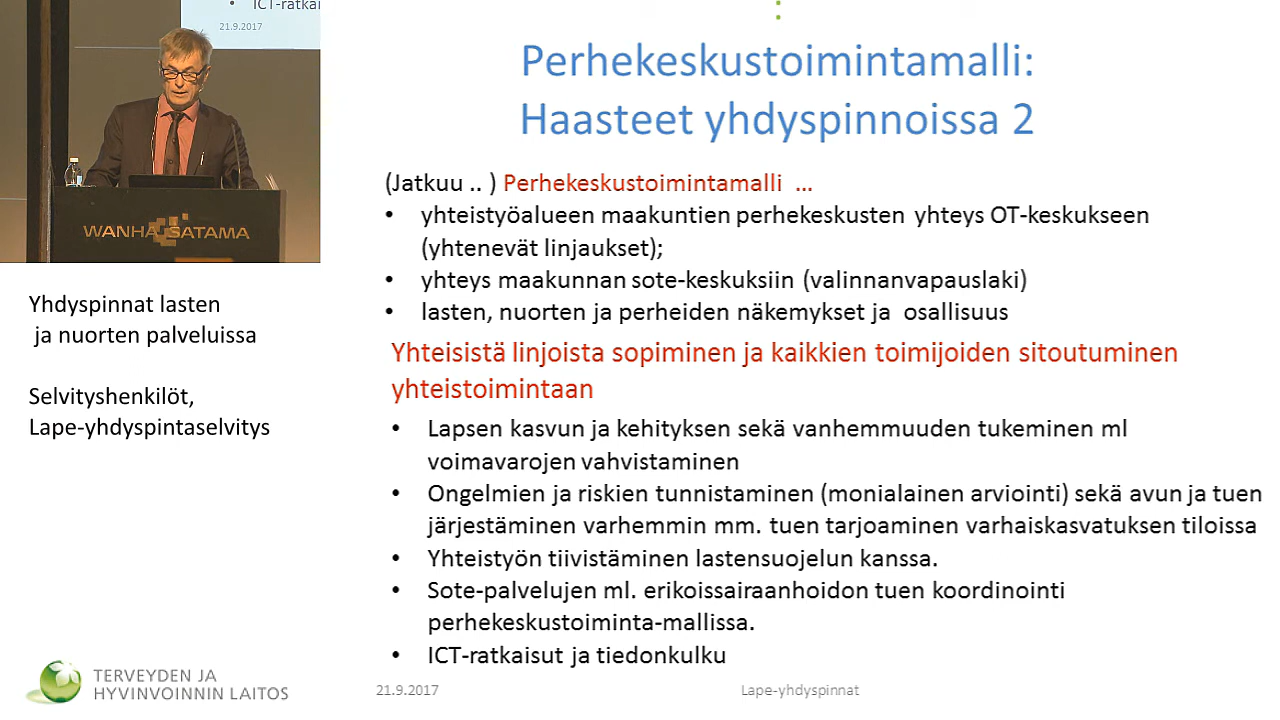 ICT-ratkai
21.9.2017
WANHA SATAMA
Yhdyspinnat lasten
ja nuorten palveluissa
Selvityshenkilöt,
Lape-yhdyspintaselvitys
Perhekeskustoimintamalli:
Haasteet yhdyspinnoissa 2
(Jatkuu .. ) Perhekeskustoimintamalli ...
• yhteistyöalueen maakuntien perhekeskusten yhteys OT-keskukseen
(yhtenevät linjaukset);
• yhteys maakunnan sote-keskuksiin (valinnanvapauslaki)
• lasten, nuorten ja perheiden näkemykset ja osallisuus
Yhteisistä linjoista sopiminen ja kaikkien toimijoiden sitoutuminen
yhteistoimintaan
• Lapsen kasvun ja kehityksen sekä vanhemmuuden tukeminen ml
voimavarojen vahvistaminen
• Ongelmien ja riskien tunnistaminen (monialainen arviointi) sekä avun ja tuen
järjestäminen varhemmin mm. tuen tarjoaminen varhaiskasvatuksen tiloissa
• Yhteistyön tiivistäminen lastensuojelun kanssa.
• Sote-palvelujen ml. erikoissairaanhoidon tuen koordinointi
perhekeskustoiminta-mallissa.
• ICT-ratkaisut ja tiedonkulku
TERVEYDEN JA
HYVINVOINNIN LAITOS
21.9.2017
Lape-yhdyspinnat